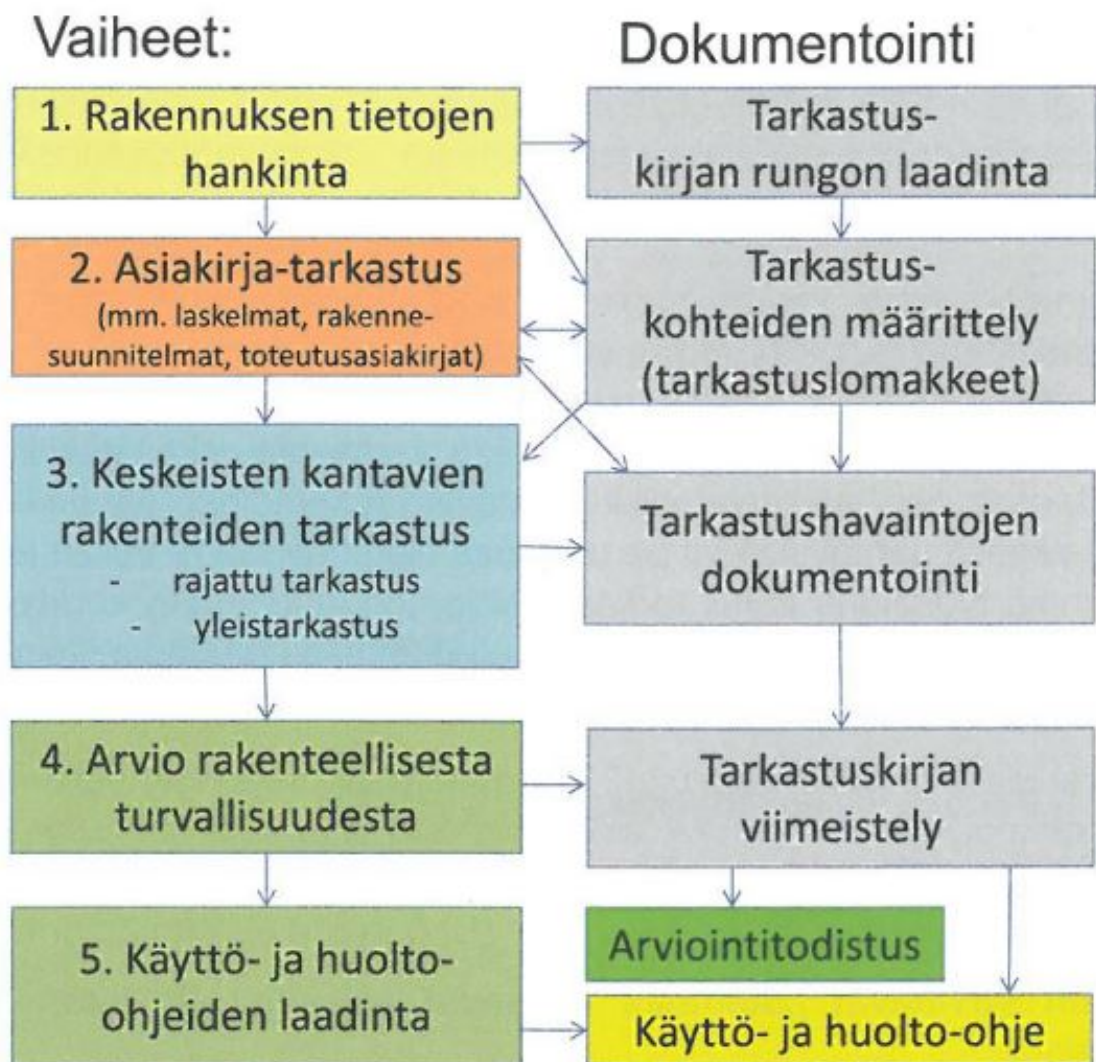 Vaiheet:
Dokumentointi
1. Rakennuksen tietojen
hankinta
Tarkastus-
kirjan rungon laadinta
2. Asiakirja-tarkastus
(mm. laskelmat, rakenne-
suunnitelmat, toteutusasiakirjat)
Tarkastus-
kohteiden määrittely
(tarkastuslomakkeet)
3. Keskeisten kantavien
rakenteiden tarkastus
- rajattu tarkastus
- yleistarkastus
Tarkastushavaintojen
dokumentointi
4. Arvio rakenteellisesta
turvallisuudesta
Tarkastuskirjan
viimeistely
5. Käyttö- ja huolto-
ohjeiden laadinta
Arviointitodistus
Käyttö- ja huolto-ohje